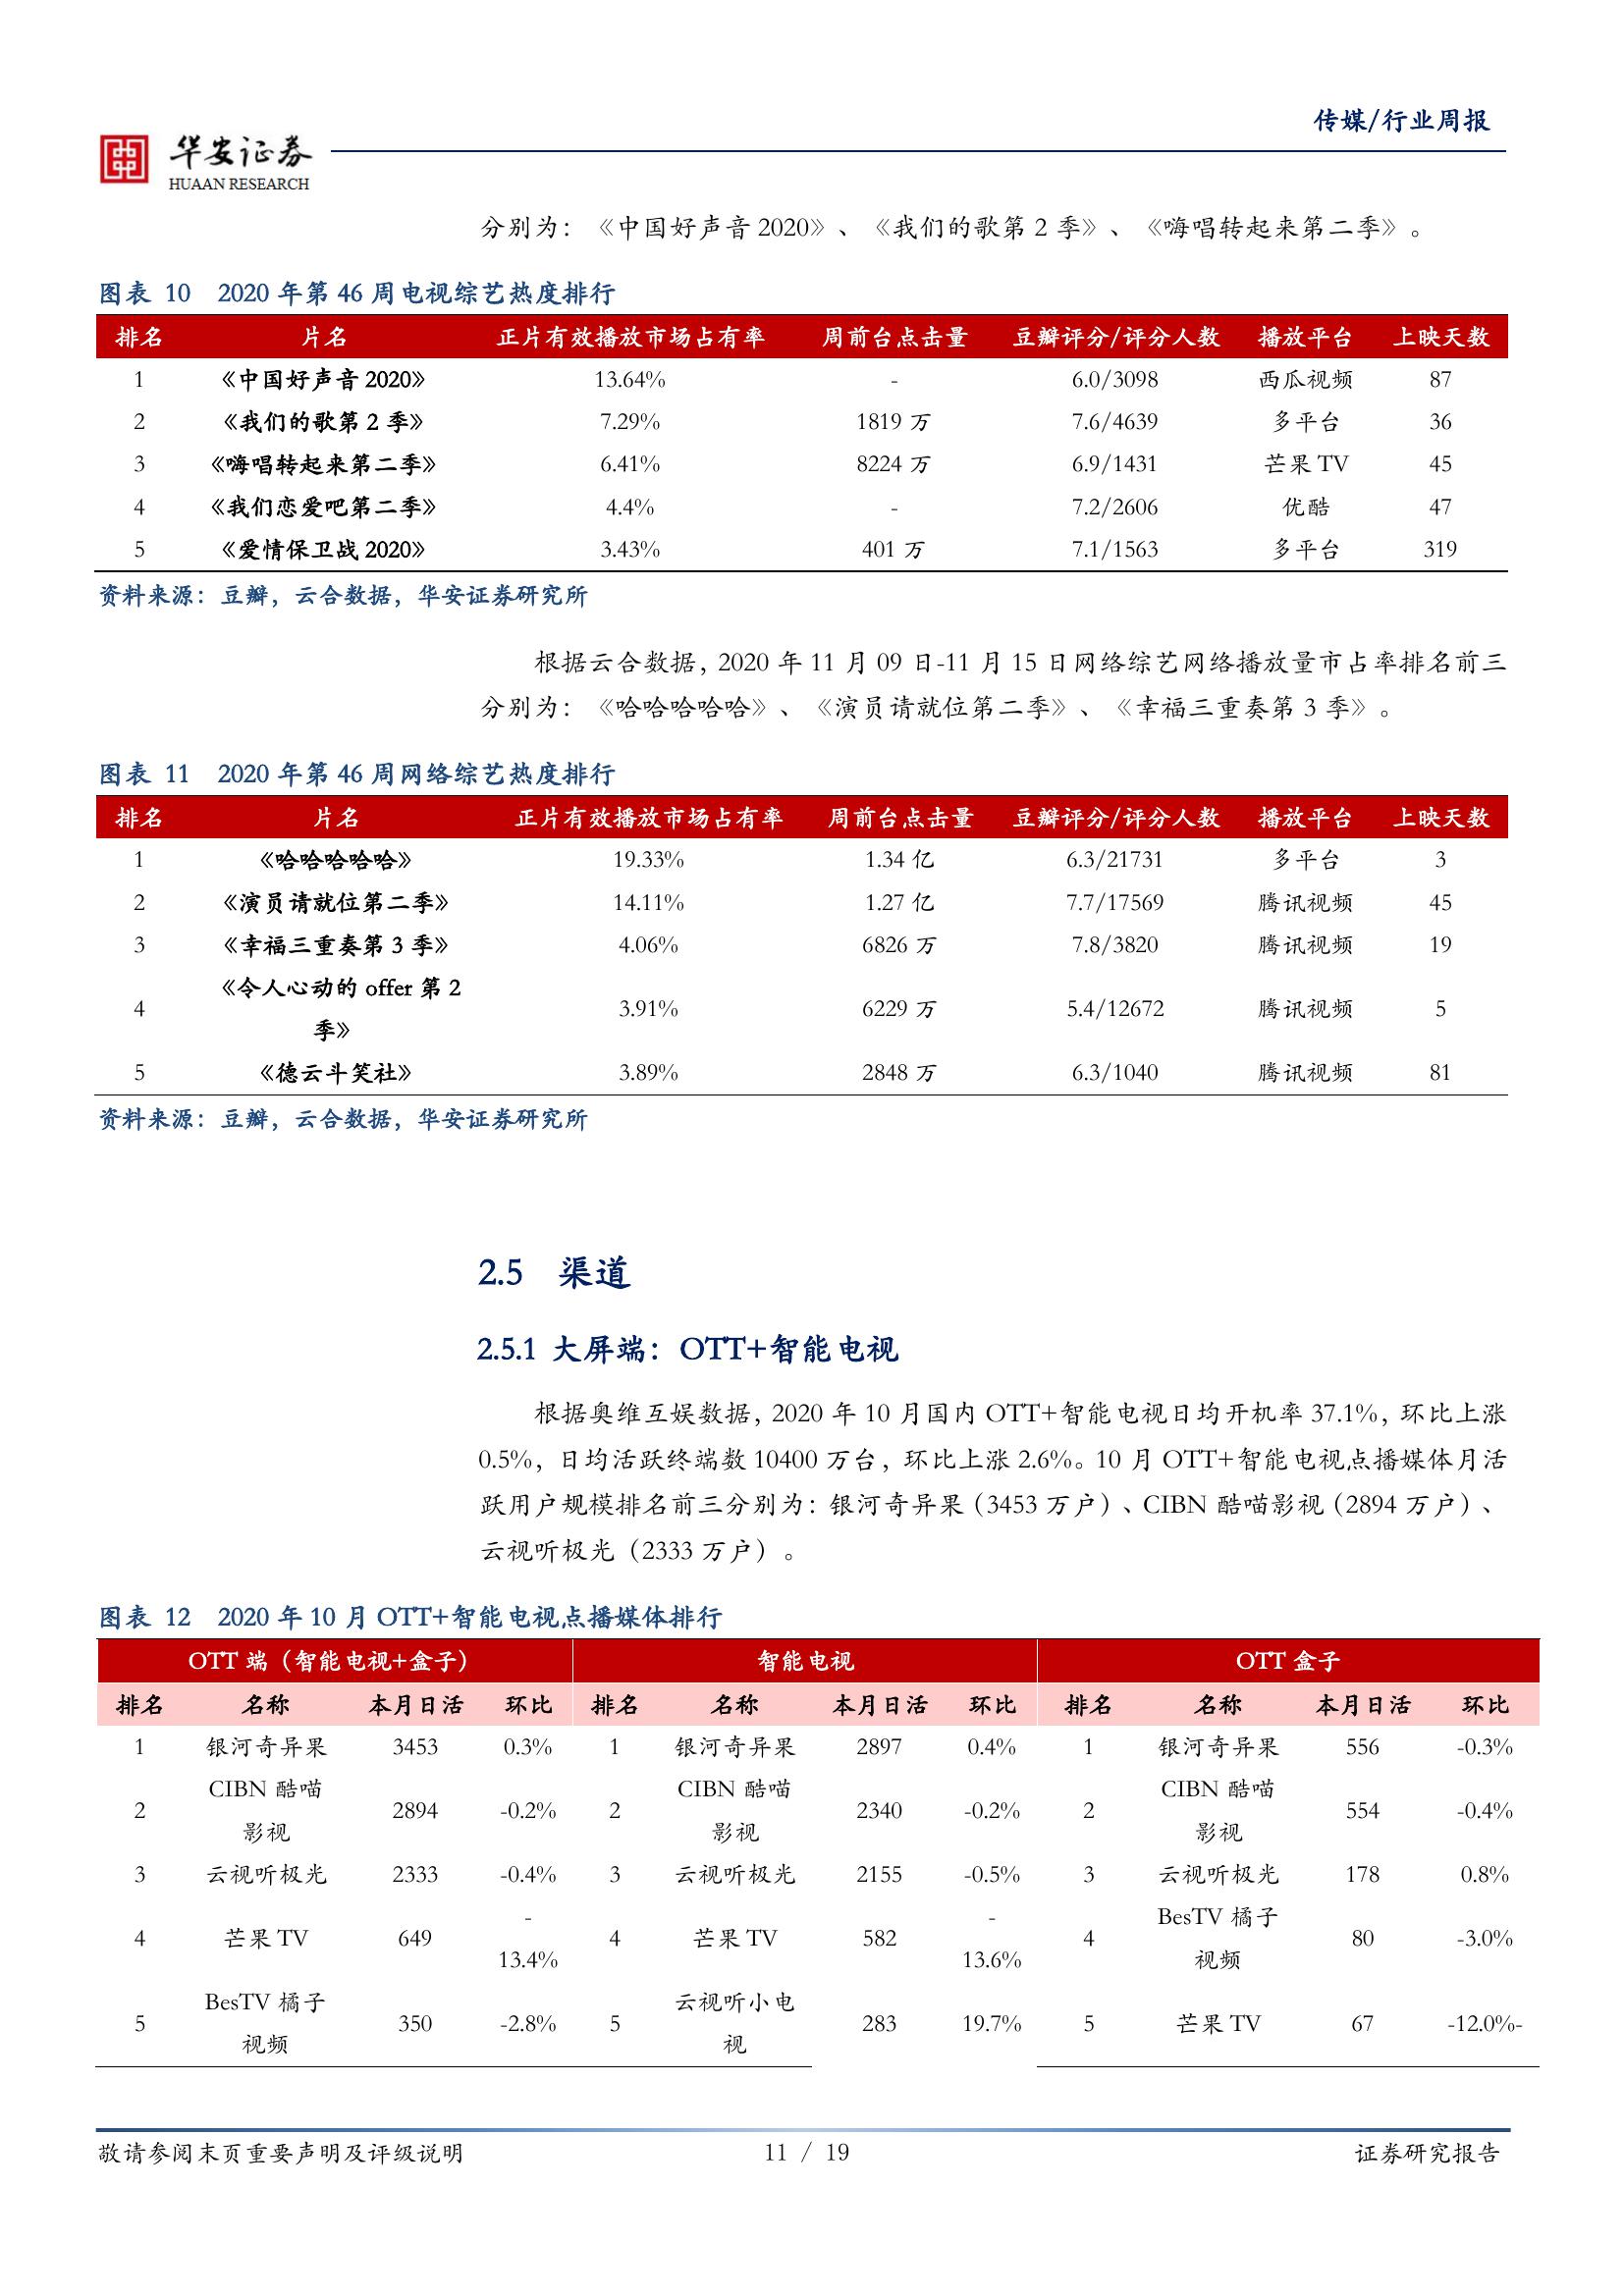 传媒/行业周报
华安证券
HUAAN RESEARCH
分别为：《中国好声音 2020》、《我们的歌第 2 季》、《嗨唱转起来第二季》。
图表 10 2020 年第 46 周电视综艺热度排行
排名 片名 正片有效播放市场占有率 周前台点击量 豆瓣评分/评分人数 播放平台 上映天数
1 《中国好声音 2020》 13.64% - 6.0/3098 西瓜视频 87
2 《我们的歌第 2 季》 7.29% 1819 万 7.6/4639 多平台 36
3 《嗨唱转起来第二季》 6.41% 8224 万 6.9/1431 芒果 TV 45
4 《我们恋爱吧第二季》 4.4% - 7.2/2606 优酷 47
5 《爱情保卫战 2020》 3.43% 401 万 7.1/1563 多平台 319
资料来源：豆瓣，云合数据，华安证券研究所
根据云合数据，2020 年 11 月 09 日-11 月 15 日网络综艺网络播放量市占率排名前三
分别为：《哈哈哈哈哈》、《演员请就位第二季》、《幸福三重奏第 3 季》。
图表 11 2020 年第 46 周网络综艺热度排行
排名 片名 正片有效播放市场占有率 周前台点击量 豆瓣评分/评分人数 播放平台 上映天数
1 《哈哈哈哈哈》 19.33% 1.34 亿 6.3/21731 多平台 3
2 《演员请就位第二季》 14.11% 1.27 亿 7.7/17569 腾讯视频 45
3 《幸福三重奏第 3 季》 4.06% 6826 万 7.8/3820 腾讯视频 19
《令人心动的 offer 第 2
4 季》 3.91% 6229 万 5.4/12672 腾讯视频 5
5 《德云斗笑社》 3.89% 2848 万 6.3/1040 腾讯视频 81
资料来源：豆瓣，云合数据，华安证券研究所
2.5 渠道
2.5.1 大屏端：OTT+智能电视
根据奥维互娱数据，2020 年 10 月国内 OTT+智能电视日均开机率 37.1%，环比上涨
0.5%，日均活跃终端数 10400 万台，环比上涨 2.6%。10 月 OTT+智能电视点播媒体月活
跃用户规模排名前三分别为：银河奇异果（3453 万户）、CIBN 酷喵影视（2894 万户）、
云视听极光（2333 万户）。
图表 12 2020 年 10 月 OTT+智能电视点播媒体排行
OTT 端（智能电视+盒子） 智能电视 OTT 盒子
排名 名称 本月日活 环比 排名 名称 本月日活 环比 排名 名称 本月日活 环比
1 银河奇异果 3453 0.3% 1 银河奇异果 2897 0.4% 1 银河奇异果 556 -0.3%
CIBN 酷喵 CIBN 酷喵 CIBN 酷喵
2 2894 -0.2% 2 2340 -0.2% 2 554 -0.4%
影视 影视 影视
3 云视听极光 2333 -0.4% 3 云视听极光 2155 -0.5% 3 云视听极光 178 0.8%
- - BesTV 橘子
4 芒果 TV 649 4 芒果 TV 582 4 80 -3.0%
13.4% 13.6% 视频
BesTV 橘子 云视听小电
5 350 -2.8% 5 283 19.7% 5 芒果 TV 67 -12.0%-
视频 视
敬请参阅末页重要声明及评级说明 11 / 19 证券研究报告